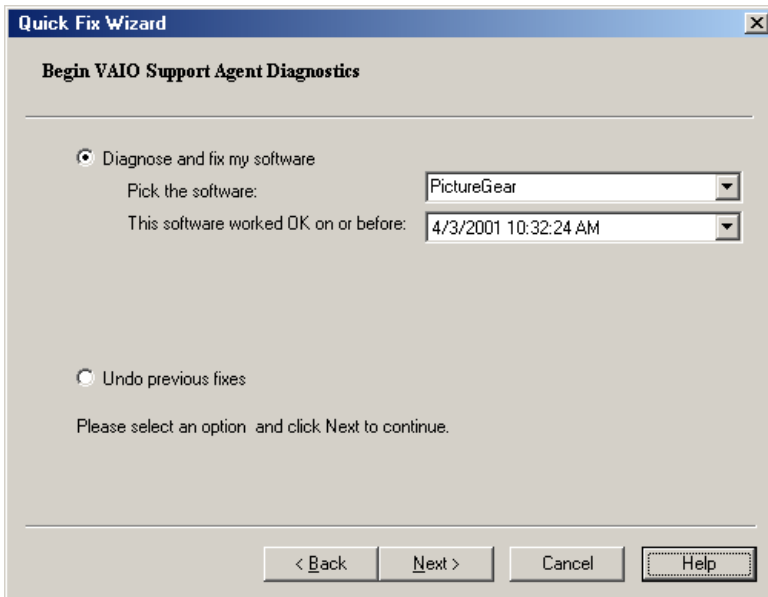 Quick Fix Wizard
Begin VAIO Support Agent Diagnostics
Diagnose and fix my software
Pick the software:
PictureGear
This software worked OK on or before:
4/3/2001 10:32:24 AM
Undo previous fixes
Please select an option and click Next to continue.
< Back
Next >
Cancel
Help